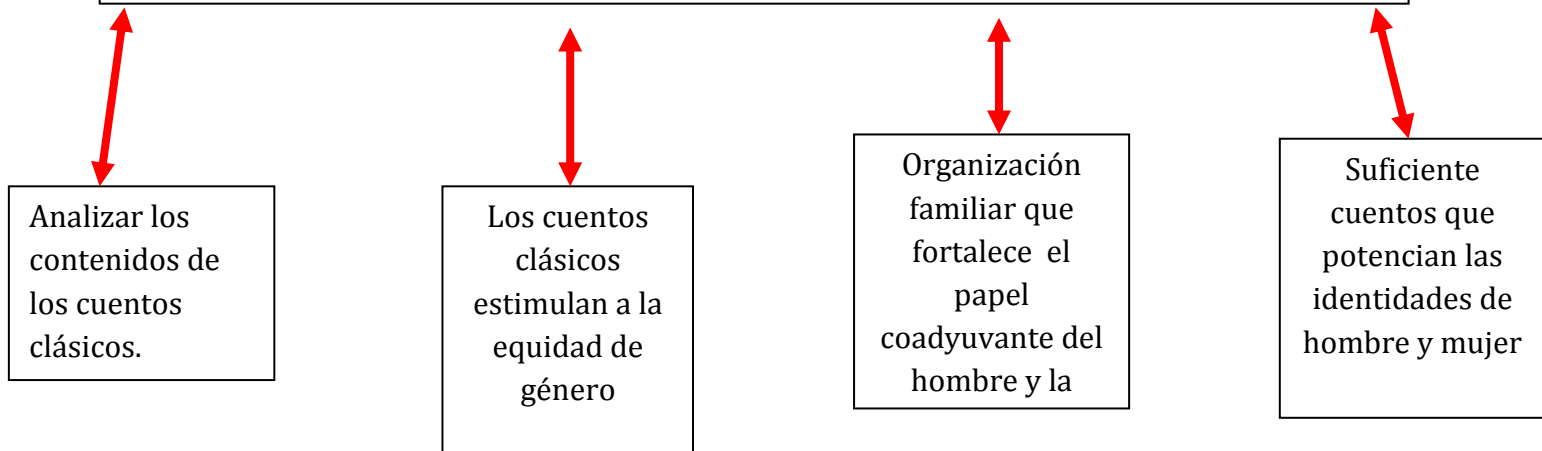 Analizar los
contenidos de
los cuentos
clásicos.
Los cuentos
clásicos
estimulan a la
equidad de
género
Organización
familiar que
fortalece  el
papel
coadyuvante del
hombre y la
Suficiente
cuentos que
potencian las
identidades de
hombre y mujer